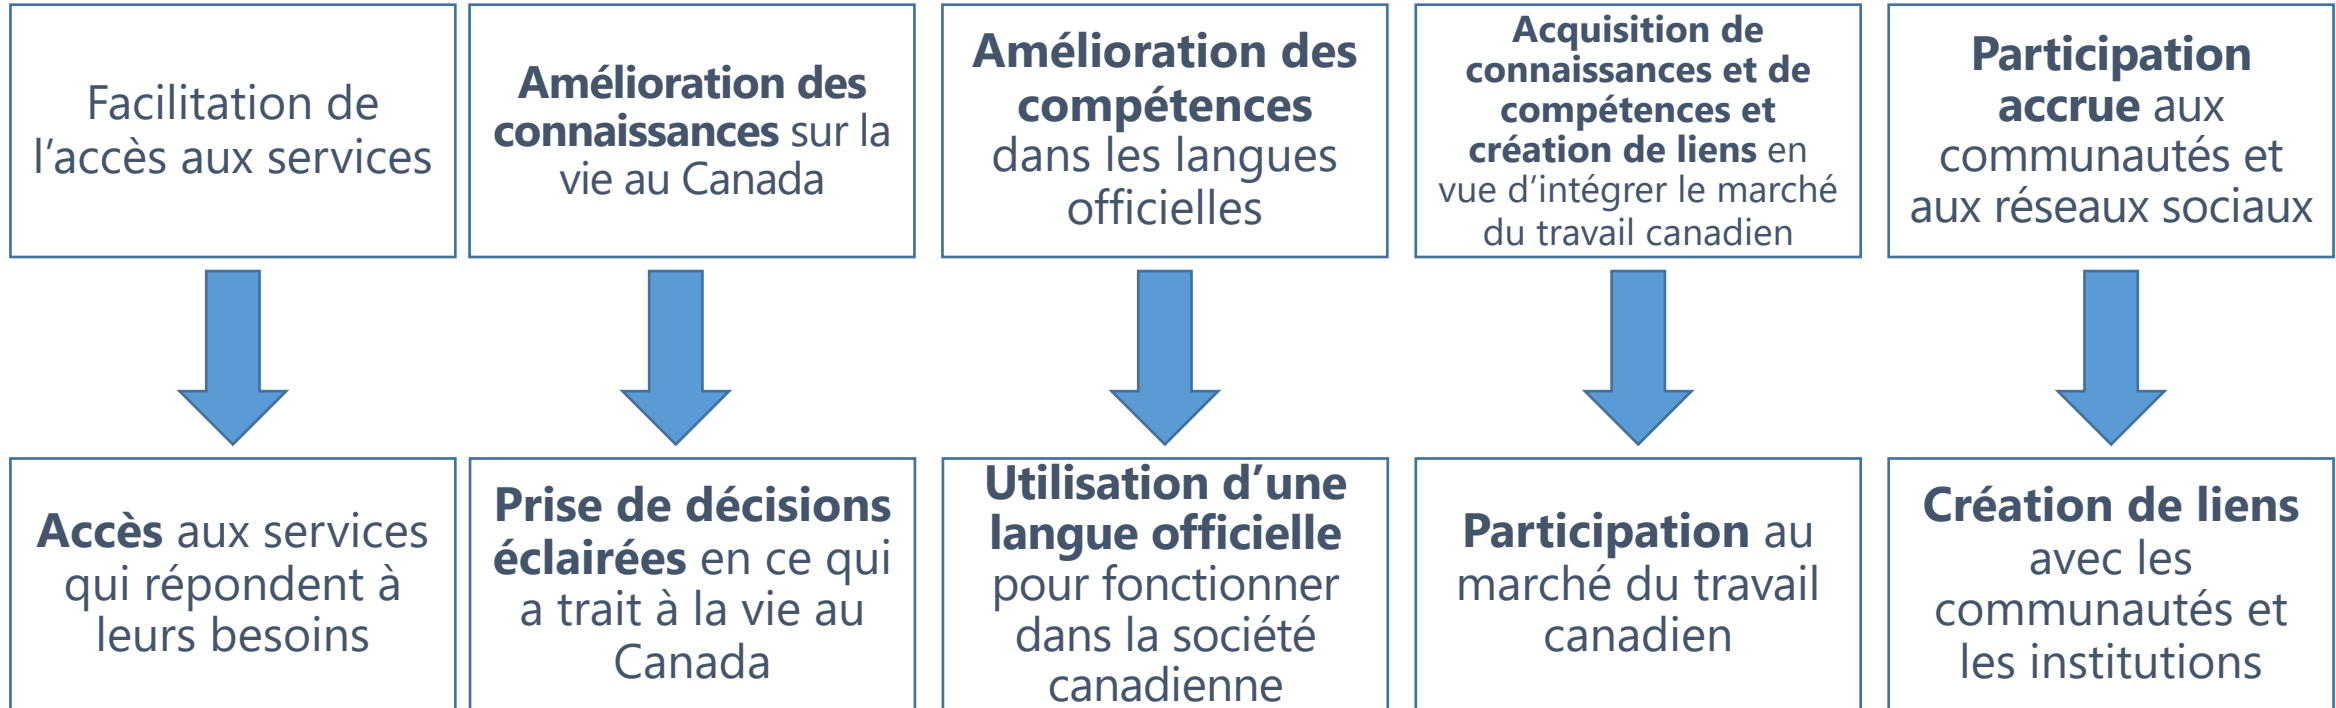 Facilitation de
l’accès aux services
Amélioration des
connaissances sur la
vie au Canada
Amélioration des
compétences
dans les langues
officielles
Acquisition de
connaissances et de
compétences et
création de liens en
vue d’intégrer le marché
du travail canadien
Participation
accrue aux
communautés et
aux réseaux sociaux
Accès aux services
qui répondent à
leurs besoins
Prise de décisions
éclairées en ce qui
a trait à la vie au
Canada
Utilisation d’une
langue officielle
pour fonctionner
dans la société
canadienne
Participation au
marché du travail
canadien
Création de liens
avec les
communautés et
les institutions